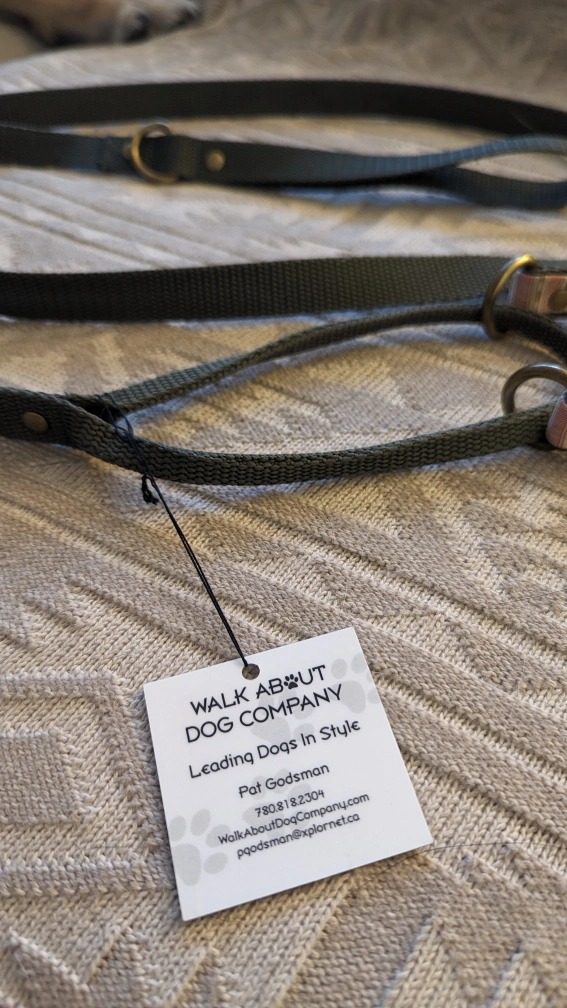 WALK ABOUT
DOG COMPANY
Leading Dogs In Style
Pat Godsman
780.818.2304
WalkAboutDogCompany.com
pgodsman@xplornet.ca